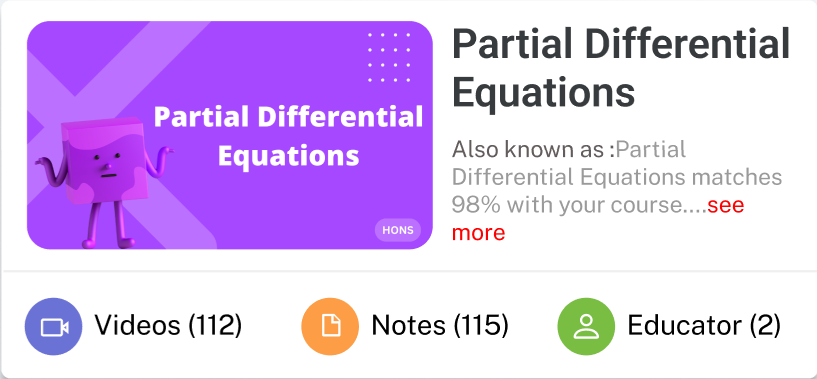 Partial Differential
Equations
HONS
Partial Differential
Equations
Also known as :Partial
Differential Equations matches
98% with your course....see
more
Videos (112)
Notes (115)
Educator (2)